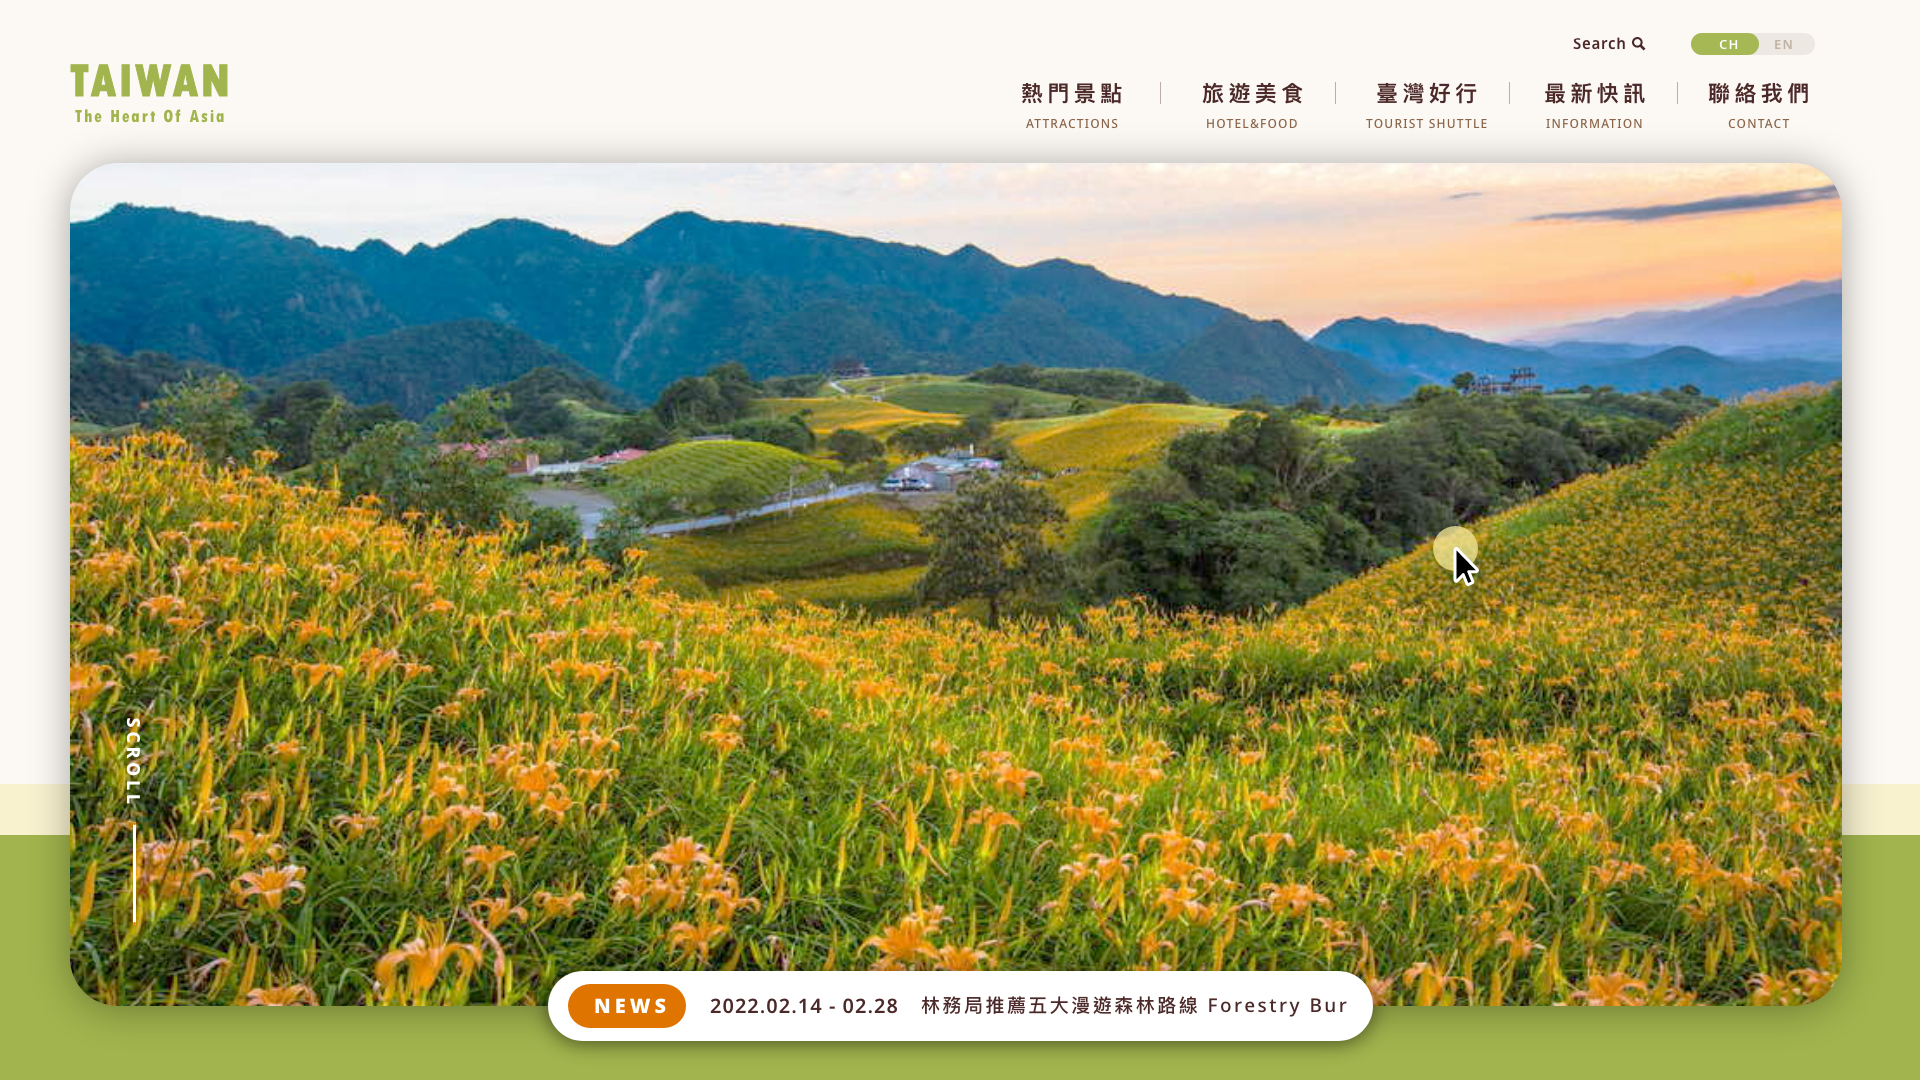 Search
CH EN
TAIWAN
The Heart Of Asia
熱門景點 旅遊美食 臺灣好行 最新快訊 聯絡我們
ATTRACTIONS HOTEL&FOOD TOURIST SHUTTLE INFORMATION CONTACT
SCROLL
NEWS 2022.02.14 - 02.28 林務局推薦五大漫遊森林路線 Forestry Bur